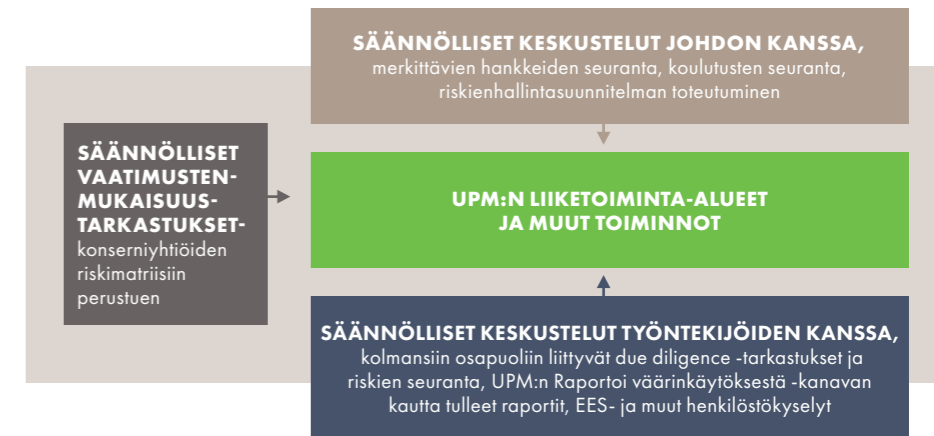 SÄÄNNÖLLISET KESKUSTELUT JOHDON KANSSA,
merkittävien hankkeiden seuranta, koulutusten seuranta,
riskienhallintasuunnitelman toteutuminen
SÄÄNNÖLLISET
VAATIMUSTEN-
MUKAISUUS-
TARKASTUKSET-
konserniyhtiöiden
riskimatriisiin
perustuen
UPM:N LIIKETOIMINTA-ALUEET
JA MUUT TOIMINNOT
SÄÄNNÖLLISET KESKUSTELUT TYÖNTEKIJÖIDEN KANSSA,
kolmansiin osapuoliin liittyvät due diligence -tarkastukset ja
riskien seuranta, UPM:n Raportoi väärinkäytöksestä -kanavan
kautta tulleet raportit, EES- ja muut henkilöstökyselyt